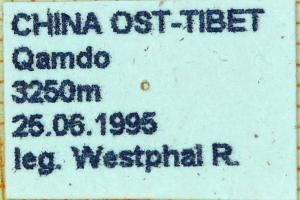 CHINA OST-TIBET
Qamdo
3250m
25.06.1995
leg. Westphal R.